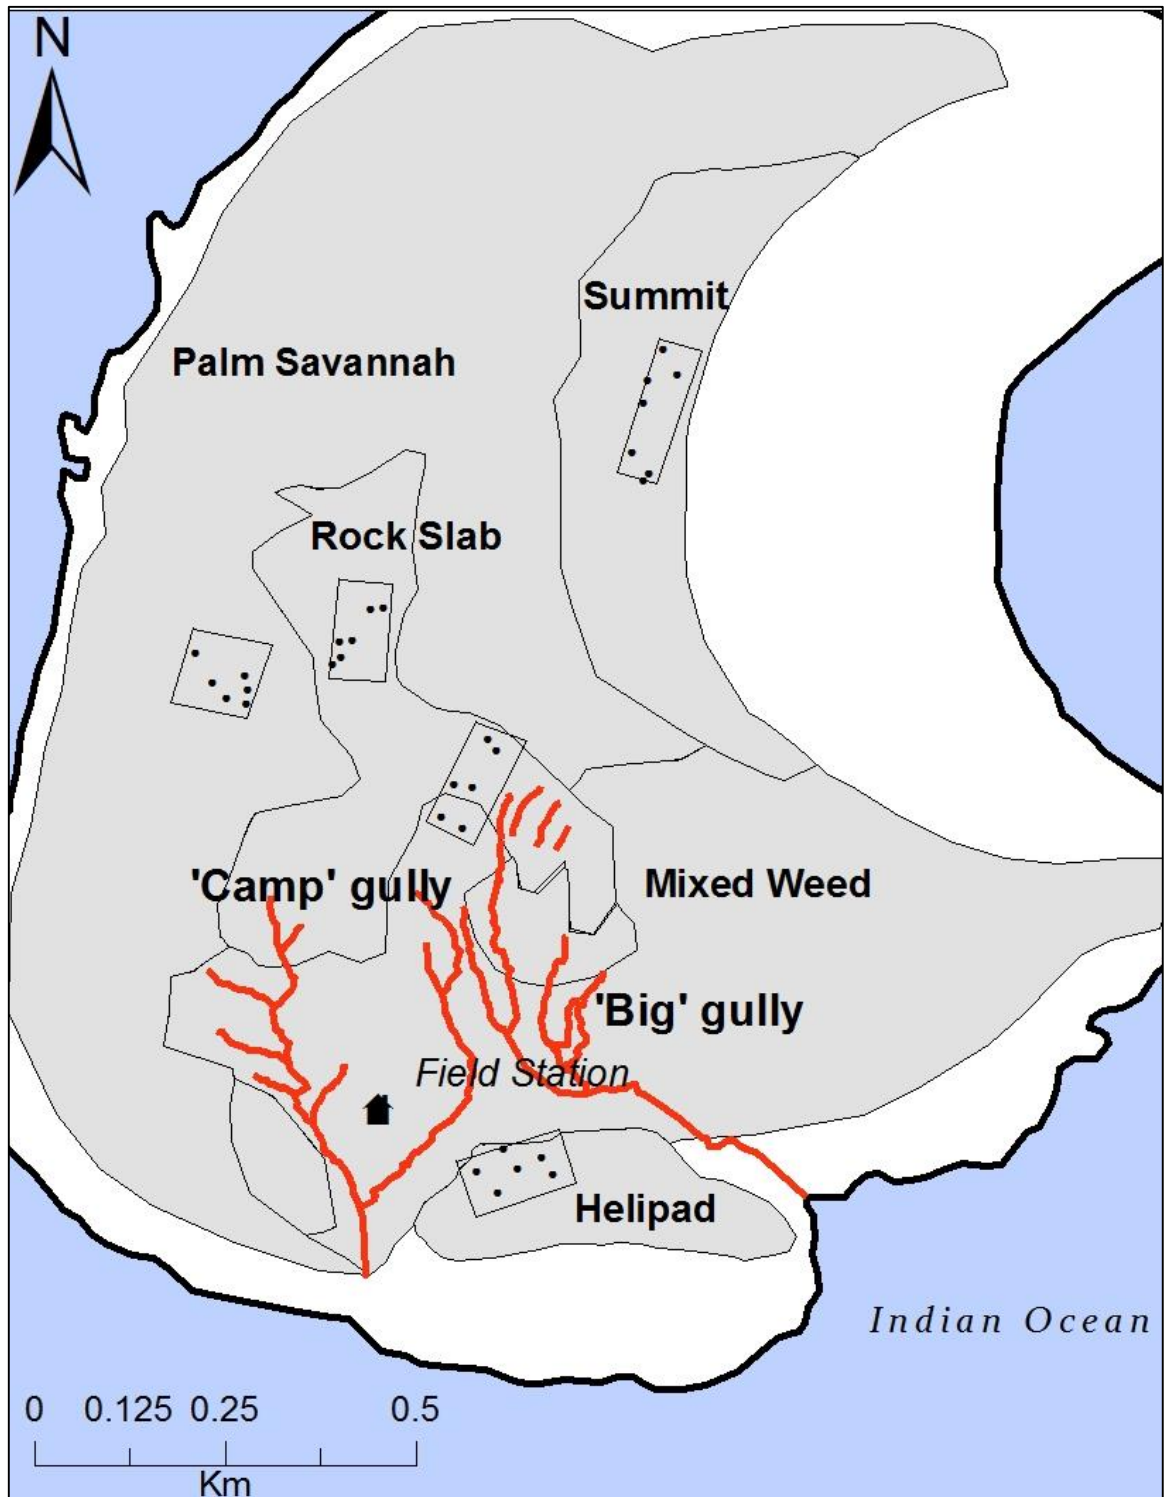 N
Summit
Palm Savannah
Rock Slab
'Camp' gully
Mixed Weed
'Big' gully
Field Station
Helipad
Indian Ocean
0 0.125 0.25 0.5
Km